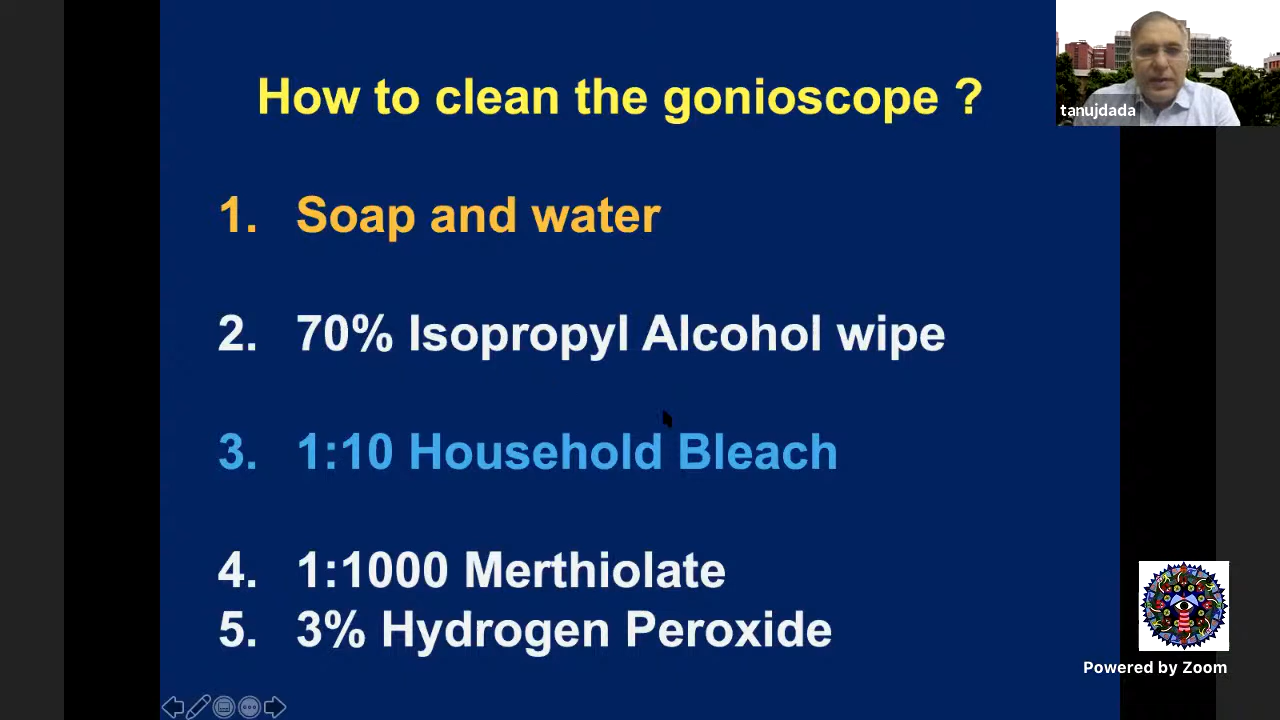 How to clean the gonioscope ?
tanujdada
1. Soap and water
2. 70% Isopropyl Alcohol wipe
3. 1:10 Household Bleach
4. 1:1000 Merthiolate
5. 3% Hydrogen Peroxide
Powered by Zoom